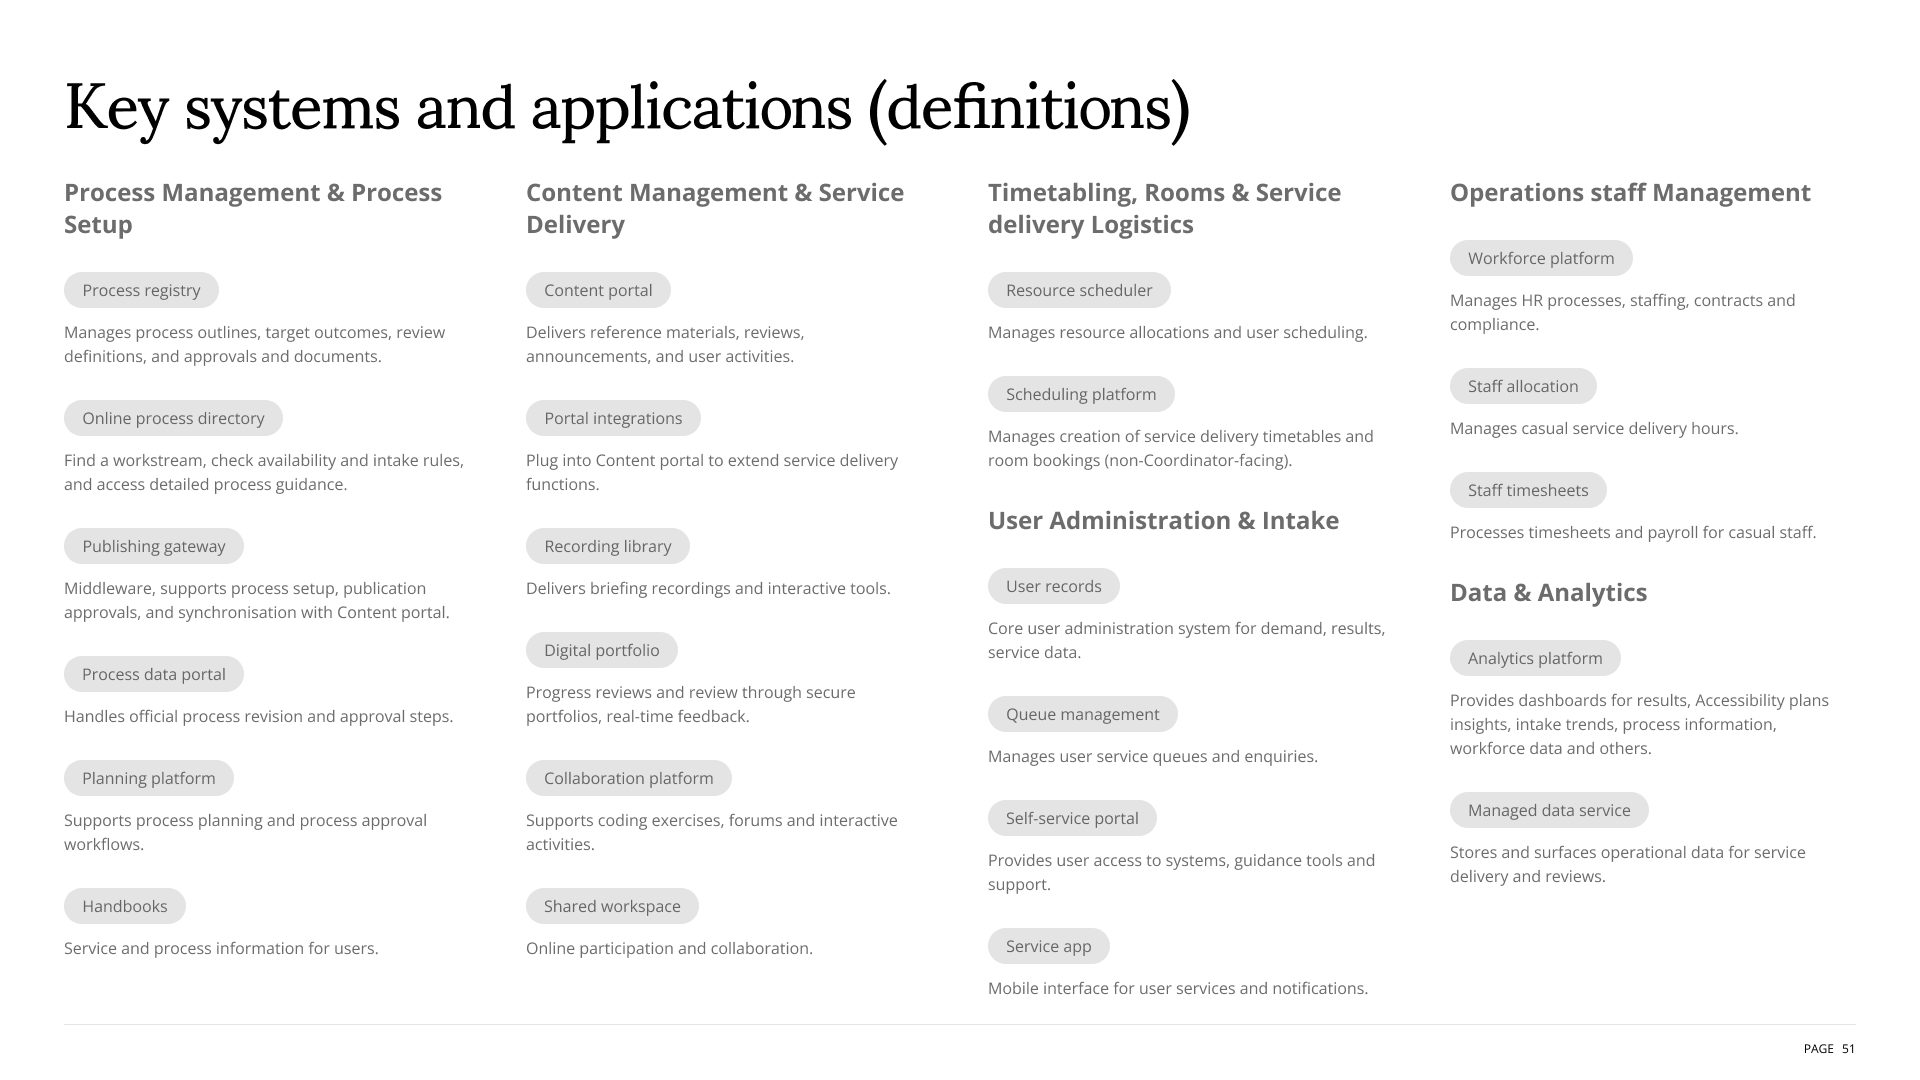 Key systems and applications (definitions)
Process Management & Process
Setup
Process registry
Manages process outlines, target outcomes, review
definitions, and approvals and documents.
Online process directory
Find a workstream, check availability and intake rules,
and access detailed process guidance.
Publishing gateway
Middleware, supports process setup, publication
approvals, and synchronisation with Content portal.
Process data portal
Handles official process revision and approval steps.
Planning platform
Supports process planning and process approval
workflows.
Handbooks
Service and process information for users.
Content Management & Service
Delivery
Content portal
Delivers reference materials, reviews,
announcements, and user activities.
Portal integrations
Plug into Content portal to extend service delivery
functions.
Recording library
Delivers briefing recordings and interactive tools.
Digital portfolio
Progress reviews and review through secure
portfolios, real-time feedback.
Collaboration platform
Supports coding exercises, forums and interactive
activities.
Shared workspace
Online participation and collaboration.
Timetabling, Rooms & Service
delivery Logistics
Resource scheduler
Manages resource allocations and user scheduling.
Scheduling platform
Manages creation of service delivery timetables and
room bookings (non-Coordinator-facing).
User Administration & Intake
User records
Core user administration system for demand, results,
service data.
Queue management
Manages user service queues and enquiries.
Self-service portal
Provides user access to systems, guidance tools and
support.
Service app
Mobile interface for user services and notifications.
Operations staff Management
Workforce platform
Manages HR processes, staffing, contracts and
compliance.
Staff allocation
Manages casual service delivery hours.
Staff timesheets
Processes timesheets and payroll for casual staff.
Data & Analytics
Analytics platform
Provides dashboards for results, Accessibility plans
insights, intake trends, process information,
workforce data and others.
Managed data service
Stores and surfaces operational data for service
delivery and reviews.
PAGE 51